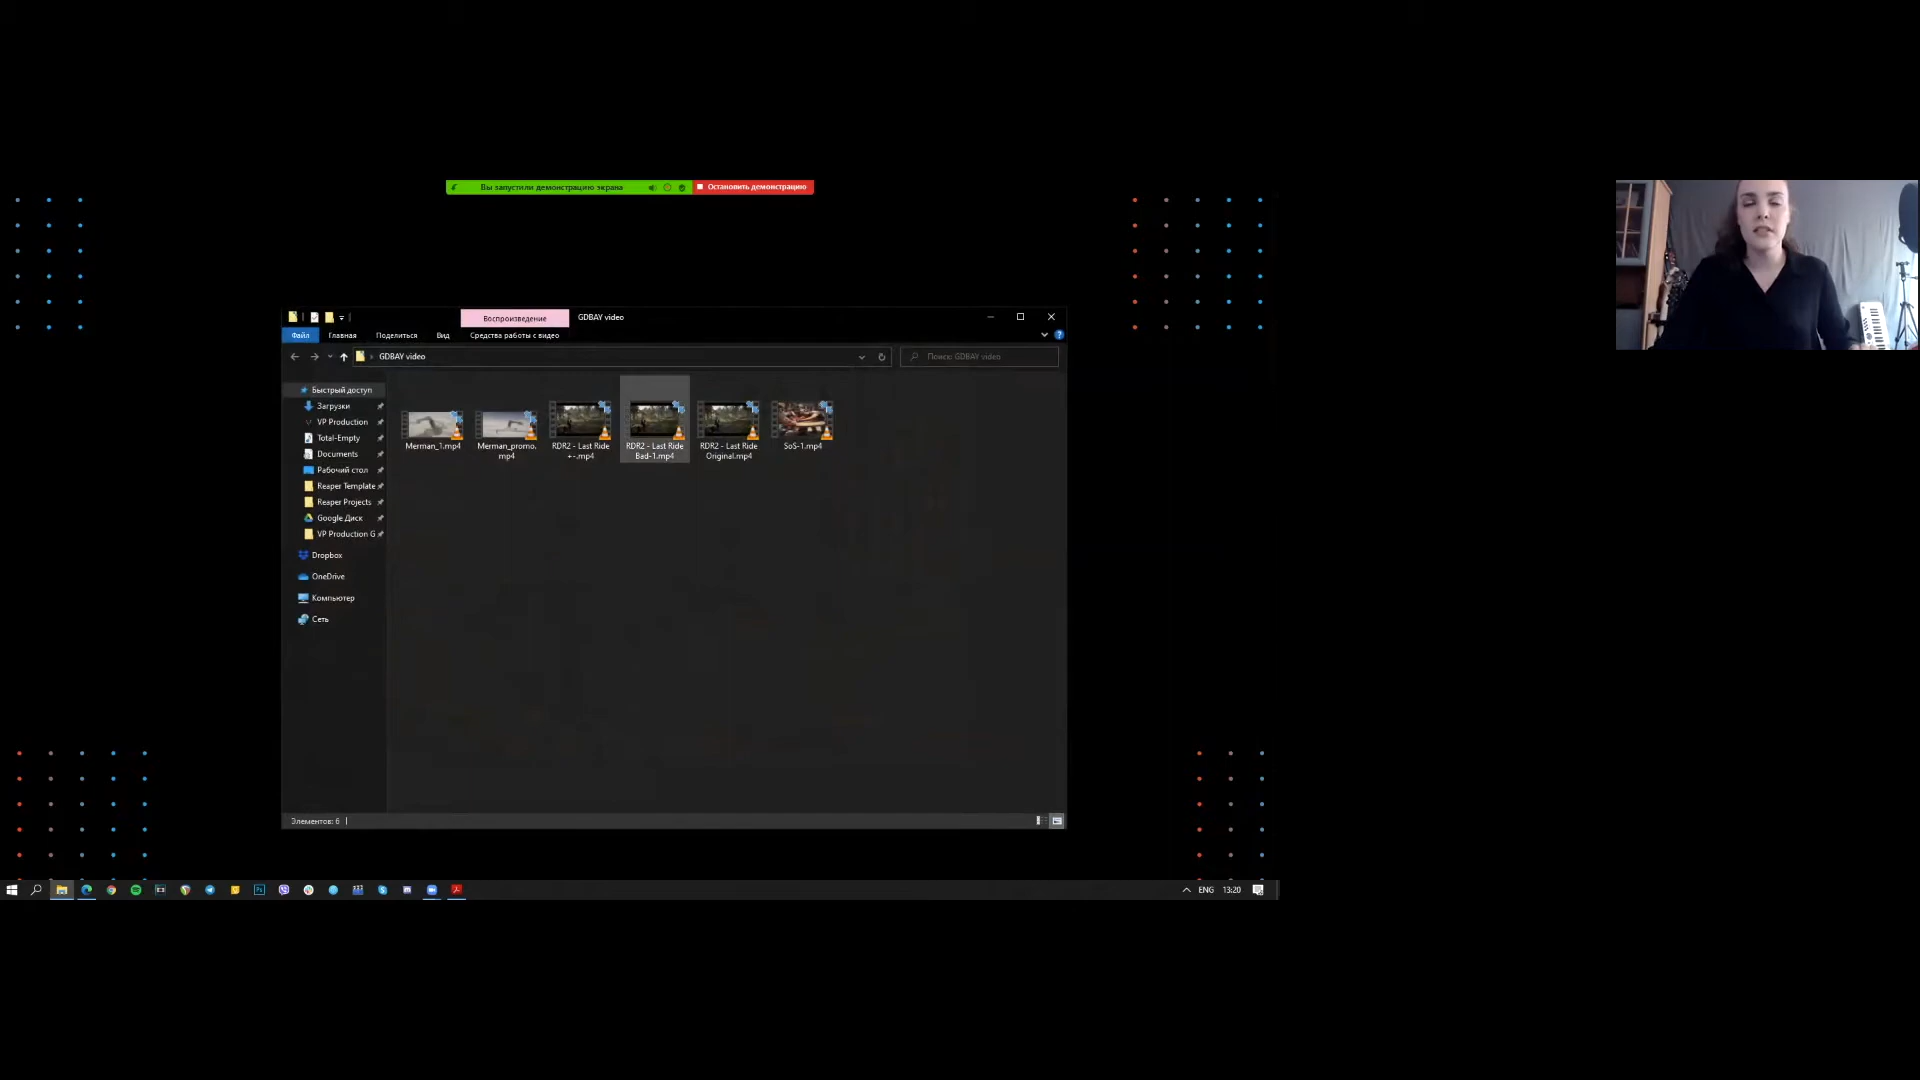 Вы запустили демонстрацию экрана
Остановить демонстрацию
Воспроизведение
GDBAY video
Файл
Главная
Поделиться
Вид
Средства работы с видео
GDBAY video
Поиск: GDBAY video
Быстрый доступ
Загрузки
VP Production
Total-Empty
Documents
Рабочий стол
Reaper Template
Reaper Projects
Google Диск
VP Production G
Dropbox
OneDrive
Компьютер
Сеть
Merman_1.mp4
Merman_promo.
mp4
RDR2 - Last Ride
+-.mp4
RDR2 - Last Ride
Bad-1.mp4
RDR2 - Last Ride
Original.mp4
SoS-1.mp4
Элементов: 6
ENG
13:20